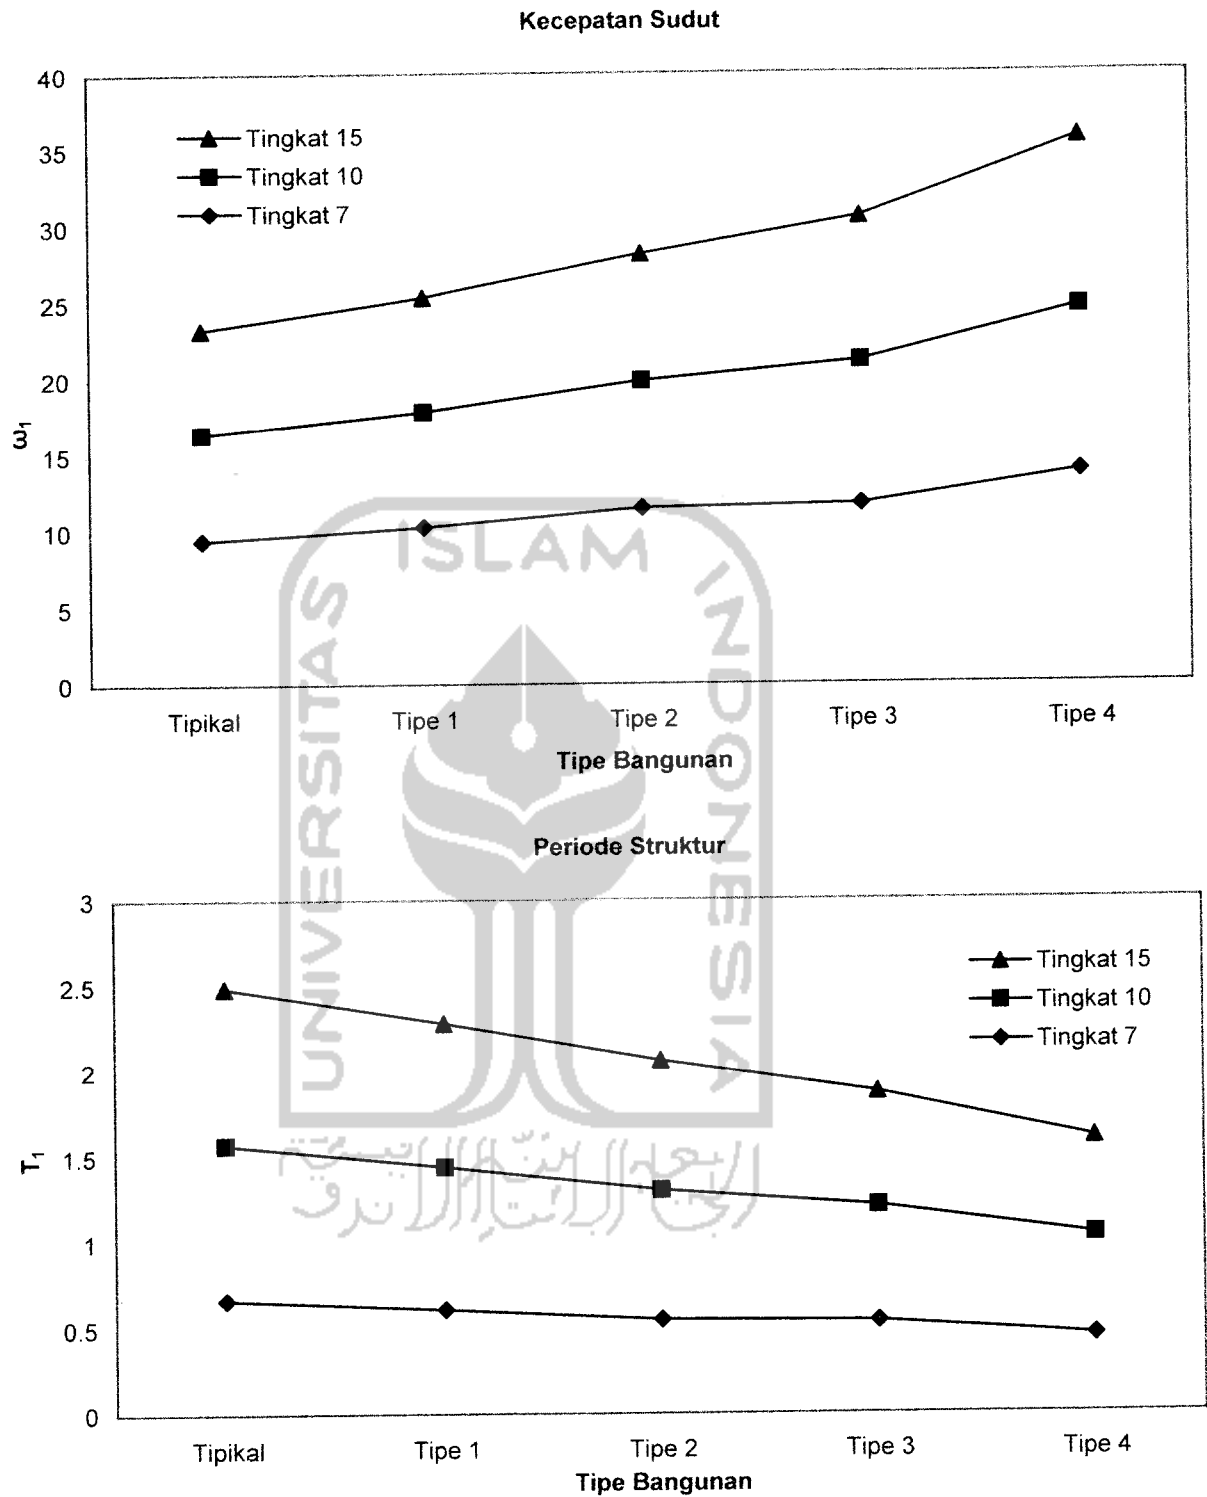 Kecepatan Sudut
40
35
30
25
20
15
10
5
0
ω1
Tingkat 15
Tingkat 10
Tingkat 7
Tipikal
Tipe 1
Tipe 2
Tipe 3
Tipe 4
Tipe Bangunan
UNIVERSITAS
ISLAM
INDONESIA
Periode Struktur
3
2.5
2
1.5
1
0.5
0
T1
Tingkat 15
Tingkat 10
Tingkat 7
Tipikal
Tipe 1
Tipe 2
Tipe 3
Tipe 4
Tipe Bangunan